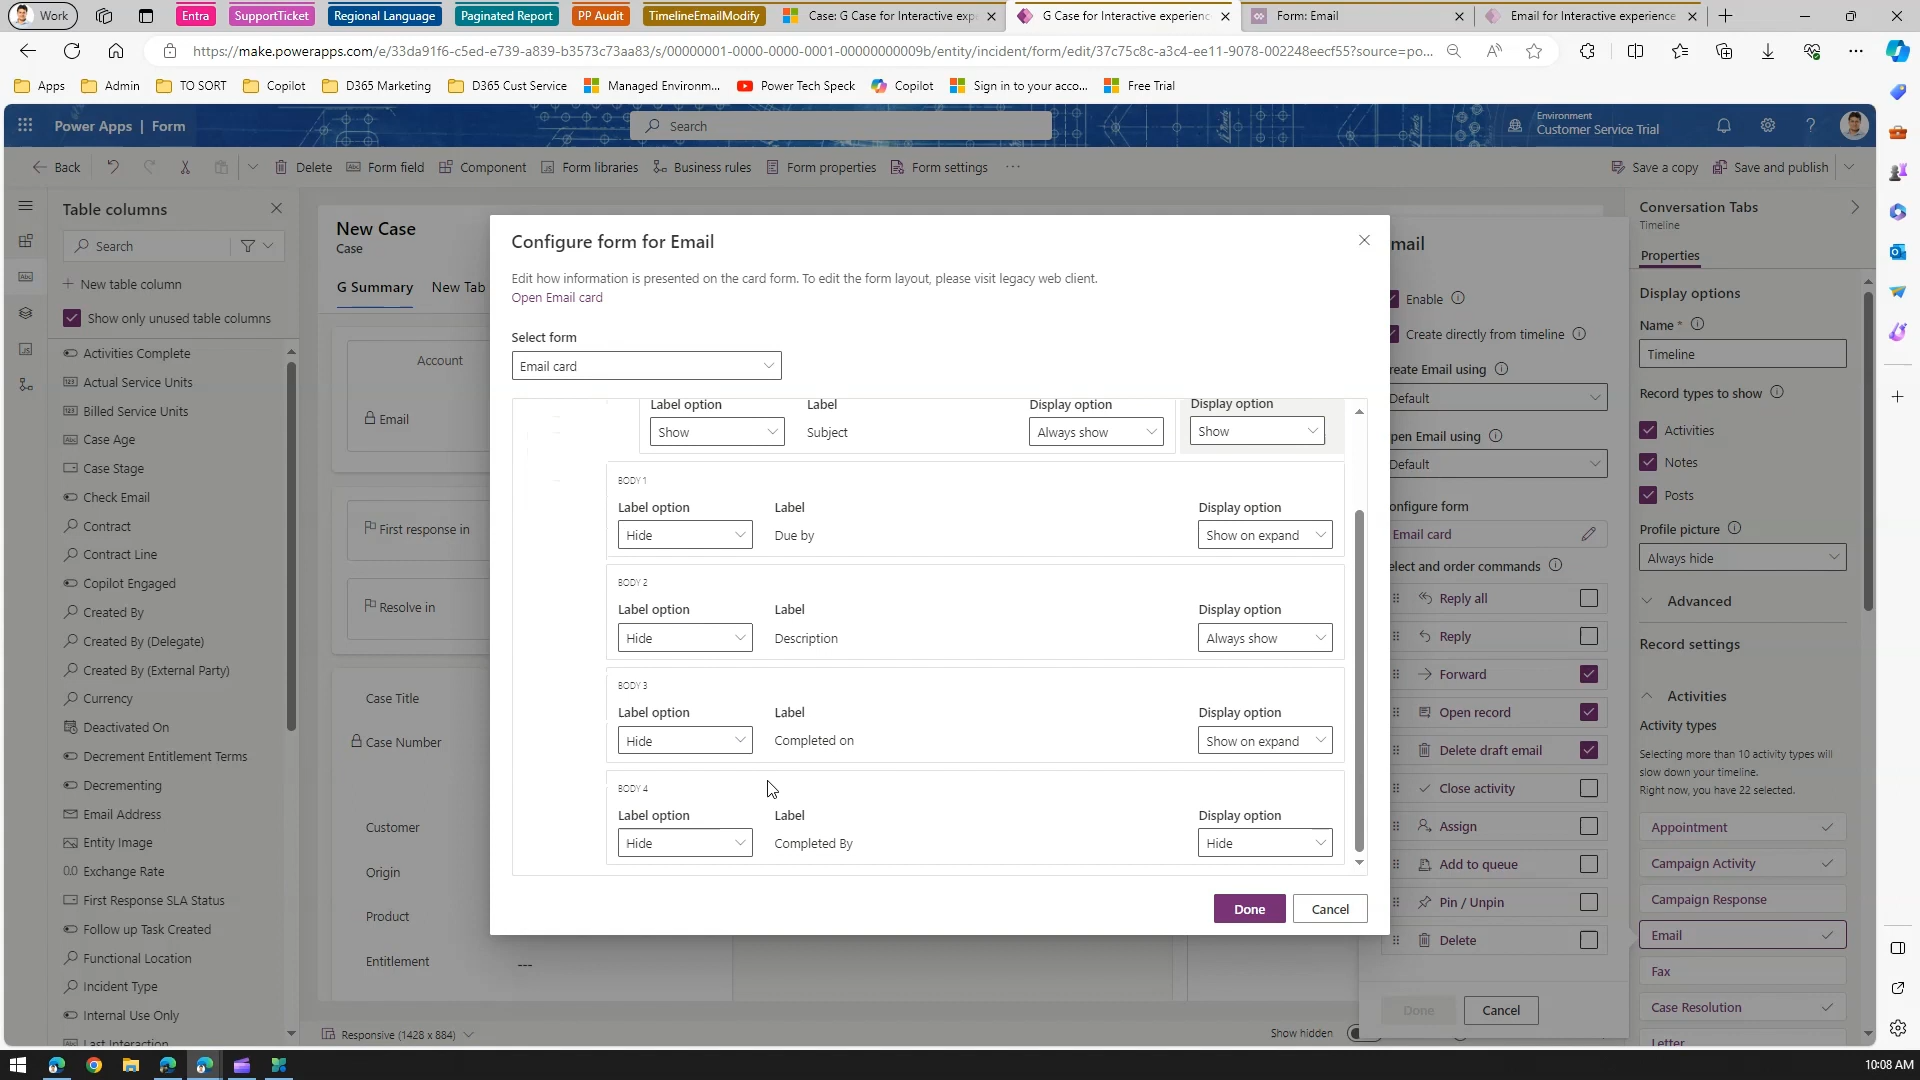 Work
Entra
SupportTicket
Regional Language
Paginated Report
PP Audit
TimelineEmailModify
Case: G Case for Interactive exp
G Case for Interactive experienc
Form: Email
Email for Interactive experience
https://make.powerapps.com/e/33da91f6-c5ed-e739-a839-b3573c73aa83/s/00000001-0000-0000-0001-00000000009b/entity/incident/form/edit/37c75c8c-a3c4-ee11-9078-002248eecf55?source=po...
Apps
Admin
TO SORT
Copilot
D365 Marketing
D365 Cust Service
Managed Environm...
Power Tech Speck
Copilot
Sign in to your acco...
Free Trial
Power Apps | Form
Search
Environment
Customer Service Trial
Back
Delete
Form field
Component
Form libraries
Business rules
Form properties
Form settings
Save a copy
Save and publish
Table columns
Search
New table column
Show only unused table columns
Activities Complete
Actual Service Units
Billed Service Units
Case Age
Case Stage
Check Email
Contract
Contract Line
Copilot Engaged
Created By
Created By (Delegate)
Created By (External Party)
Currency
Deactivated On
Decrement Entitlement Terms
Decrementing
Email Address
Entity Image
Exchange Rate
First Response SLA Status
Follow up Task Created
Functional Location
Incident Type
Internal Use Only
Last Interaction
New Case
Case
G Summary
New Tab
Account
Email
First response in
Resolve in
Case Title
Case Number
Customer
Origin
Product
Entitlement
---
Responsive (1428 x 884)
Show hidden
Configure form for Email
Edit how information is presented on the card form. To edit the form layout, please visit legacy web client.
Open Email card
Select form
Email card
Label option
Label
Display option
Display option
Show
Subject
Always show
Show
BODY 1
Label option
Label
Display option
Hide
Due by
Show on expand
BODY 2
Label option
Label
Display option
Hide
Description
Always show
BODY 3
Label option
Label
Display option
Hide
Completed on
Show on expand
BODY 4
Label option
Label
Display option
Hide
Completed By
Hide
Done
Cancel
mail
Enable
Create directly from timeline
reate Email using
Default
pen Email using
Default
onfigure form
Email card
elect and order commands
Reply all
Reply
Forward
Open record
Delete draft email
Close activity
Assign
Add to queue
Pin / Unpin
Delete
Done
Cancel
Conversation Tabs
Timeline
Properties
Display options
Name *
Timeline
Record types to show
Activities
Notes
Posts
Profile picture
Always hide
Advanced
Record settings
Activities
Activity types
Selecting more than 10 activity types will
slow down your timeline.
Right now, you have 22 selected.
Appointment
Campaign Activity
Campaign Response
Email
Fax
Case Resolution
Letter
10:08 AM